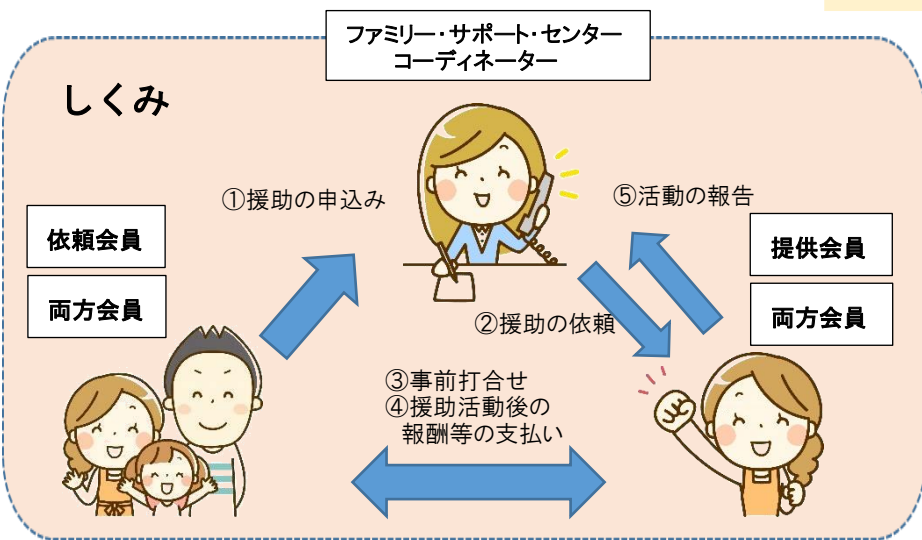 ファミリー・サポート・センター
コーディネーター
しくみ
①援助の申込み
⑤活動の報告
依頼会員
両方会員
提供会員
両方会員
②援助の依頼
③事前打合せ
④援助活動後の
報酬等の支払い